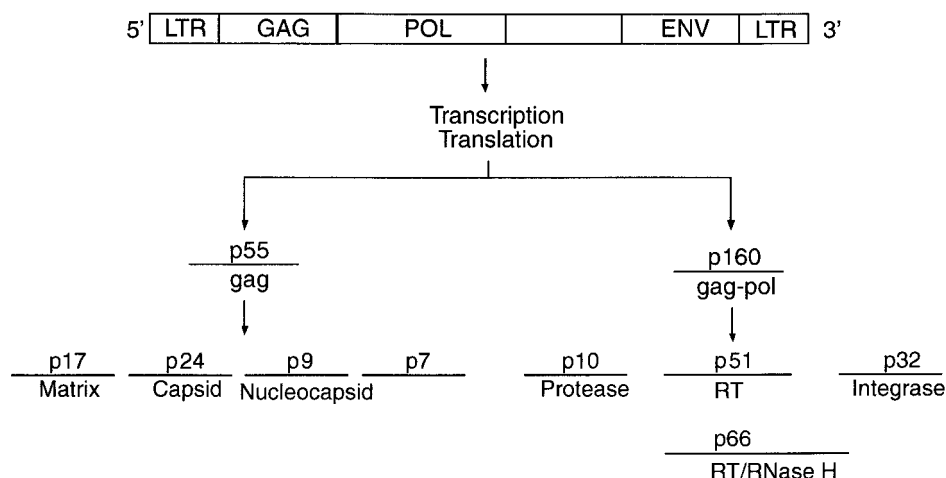 5' LTR GAG POL ENV LTR 3'
Transcription
Translation
p55
gag
p160
gag-pol
p17 p24 p9 p7 p10 p51 p32
Matrix Capsid Nucleocapsid Protease RT Integrase
p66
RT/RNase H